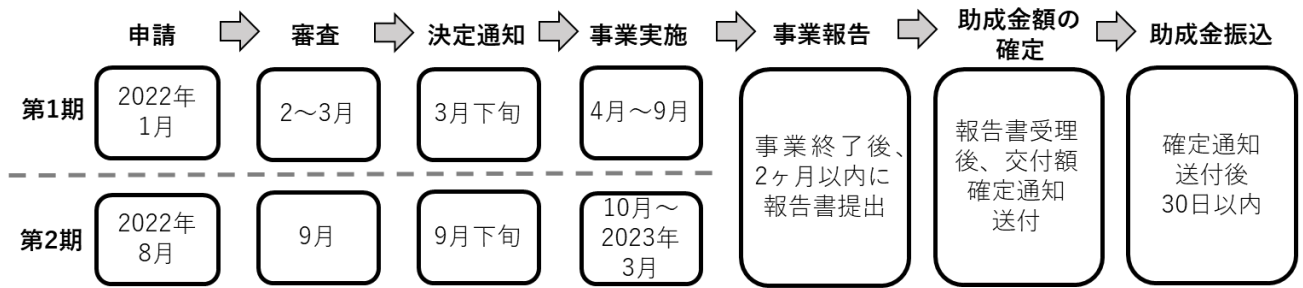 申請
審査
決定通知
事業実施
事業報告
助成金額の
確定
助成金振込
第1期
2022年
1月
2～3月
3月下旬
4月～9月
第2期
2022年
8月
9月
9月下旬
10月～
2023年
3月
事業終了後、
2ヶ月以内に
報告書提出
報告書受理
後、交付額
確定通知
送付
確定通知
送付後
30日以内